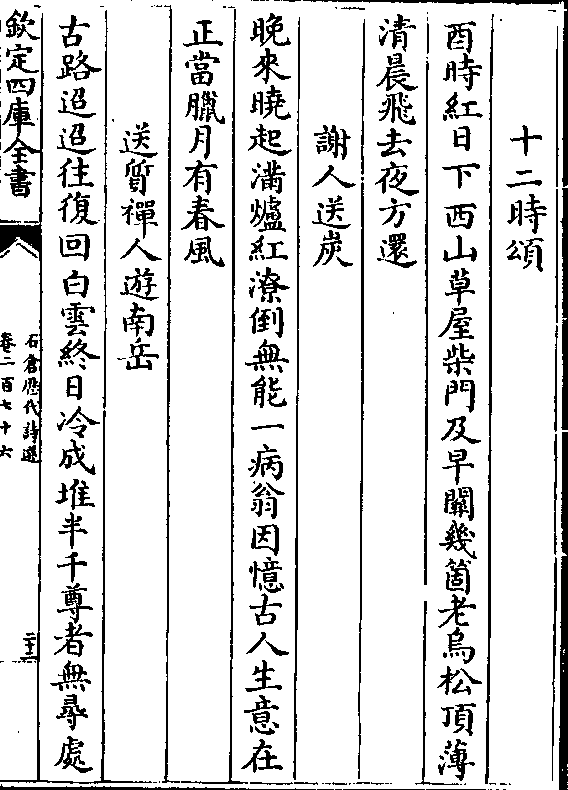 十二時頌
酉時紅日下西山草屋柴門及早關幾箇老烏松頂薄
清晨飛去夜方還
謝人送炭
晚來曉起滿爐紅潦倒無能一病翁因憶古人生意在
正當臘月有春風
送質禪人遊南岳
古路迢迢往復回白雲終日冷成堆半千尊者無尋處
欽定四庫全書
石倉歷代詩選
卷二百七十六
二十三